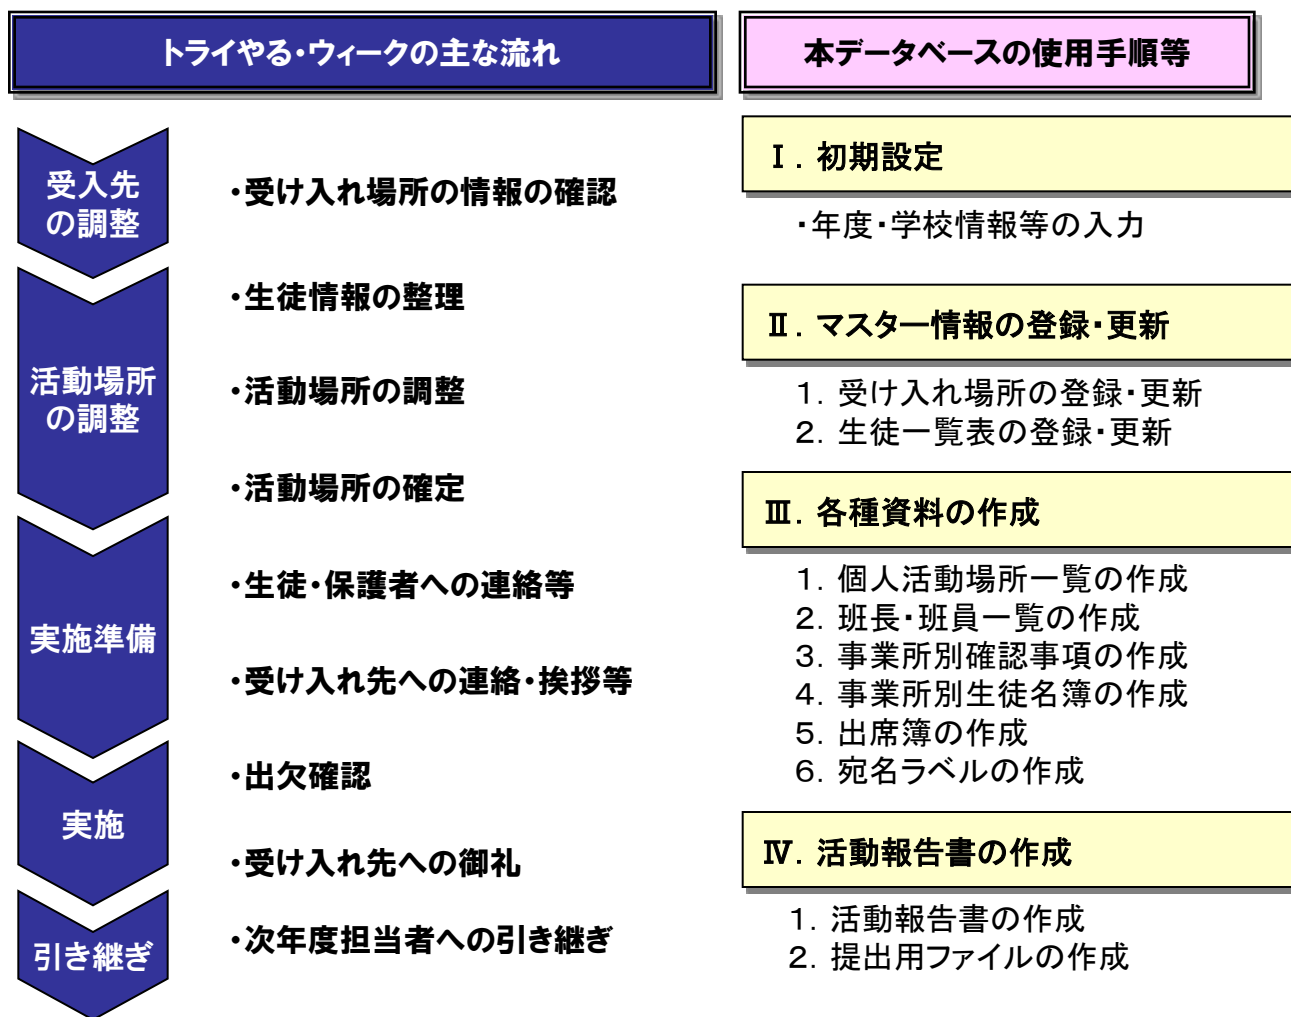 トライやる・ウィークの主な流れ
受入先
の調整
・受け入れ場所の情報の確認
活動場所
の調整
・生徒情報の整理
・活動場所の調整
・活動場所の確定
実施準備
・生徒・保護者への連絡等
・受け入れ先への連絡・挨拶等
実施
・出欠確認
・受け入れ先への御礼
引き継ぎ
・次年度担当者への引き継ぎ
本データベースの使用手順等
Ⅰ．初期設定
・年度・学校情報等の入力
Ⅱ．マスター情報の登録・更新
１．受け入れ場所の登録・更新
２．生徒一覧表の登録・更新
Ⅲ．各種資料の作成
１．個人活動場所一覧の作成
２．班長・班員一覧の作成
３．事業所別確認事項の作成
４．事業所別生徒名簿の作成
５．出席簿の作成
６．宛名ラベルの作成
Ⅳ．活動報告書の作成
１．活動報告書の作成
２．提出用ファイルの作成